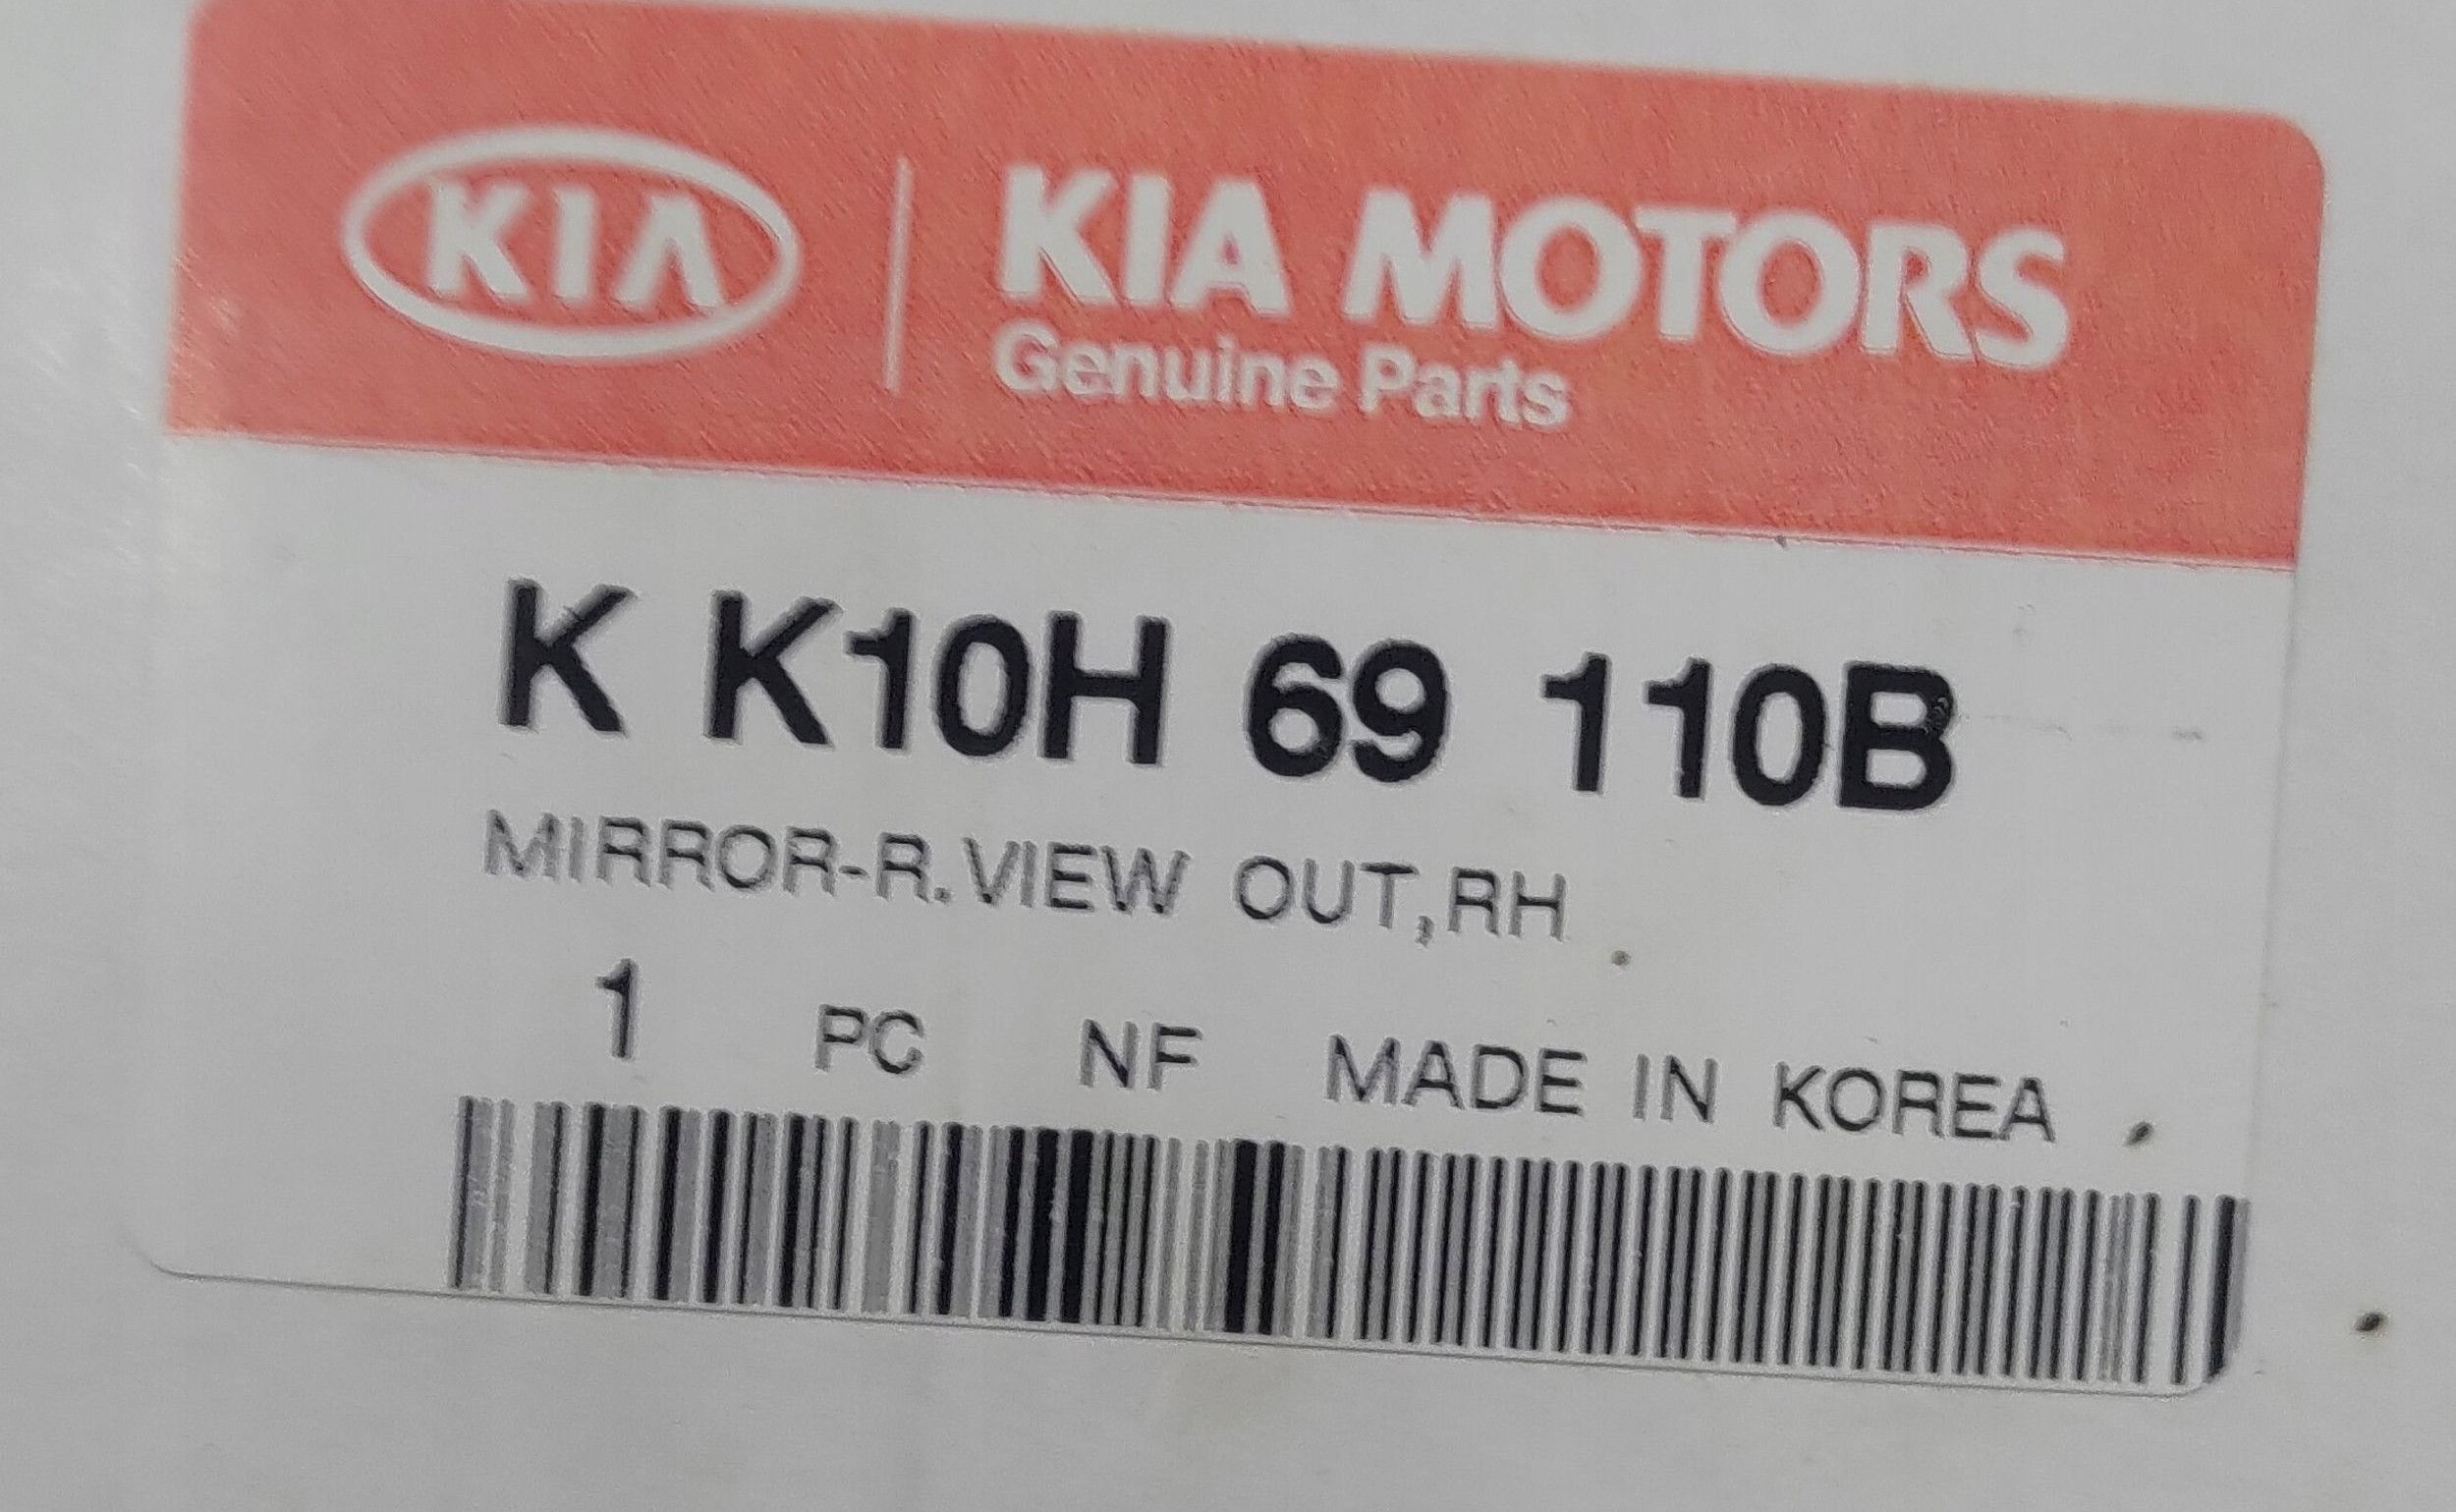 KIA
KIA MOTORS
Genuine Parts
K K10H 69 110B
MIRROR-R.VIEW OUT,RH
1 PC NF MADE IN KOREA